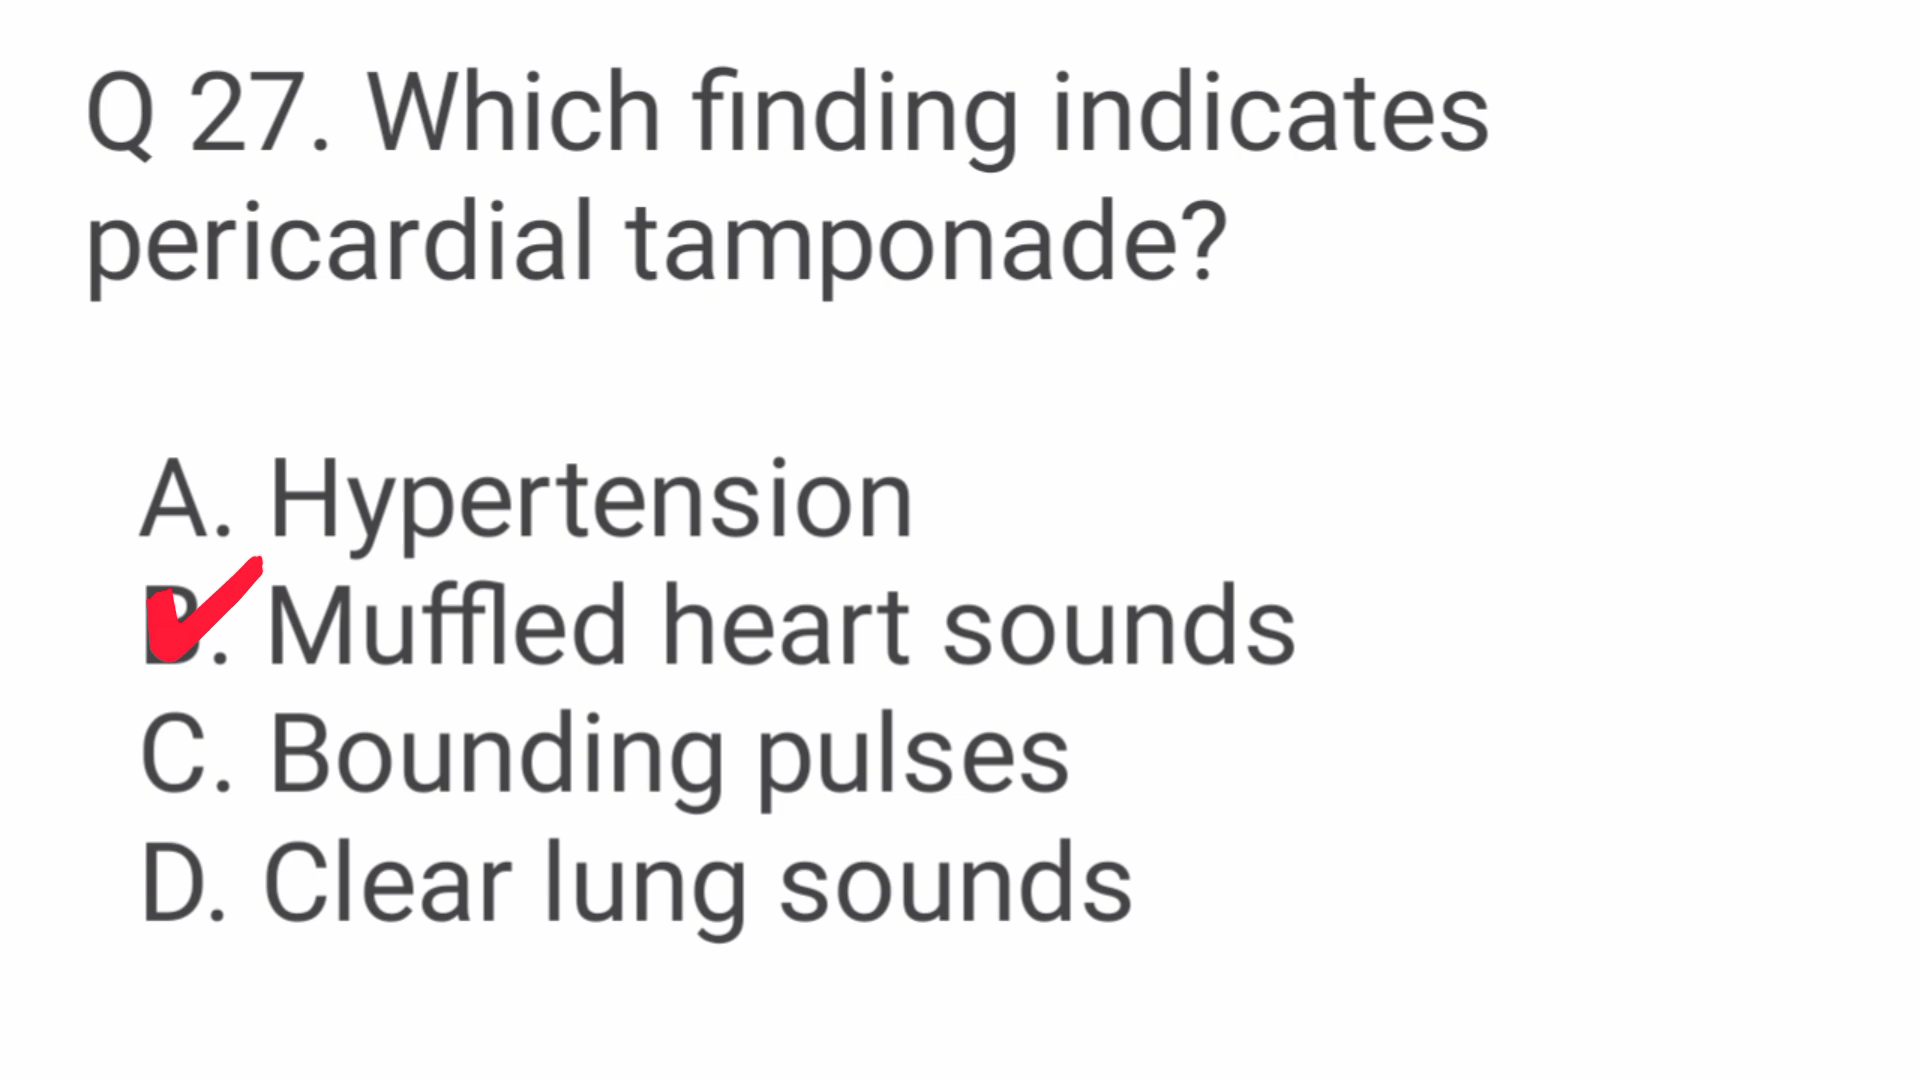 Q 27. Which finding indicates
pericardial tamponade?
A. Hypertension
B. Muffled heart sounds
C. Bounding pulses
D. Clear lung sounds